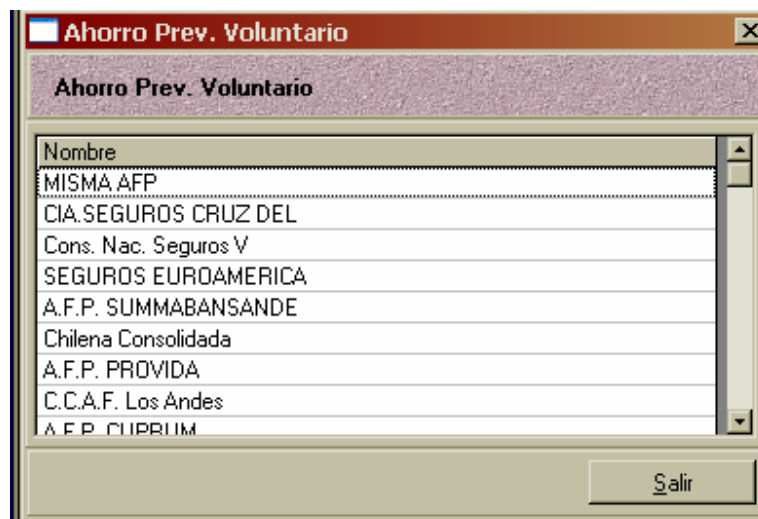 Ahorro Prev. Voluntario
Ahorro Prev. Voluntario
Nombre
MISMA AFP
CIA.SEGUROS CRUZ DEL
Cons. Nac. Seguros V
SEGUROS EUROAMERICA
A.F.P. SUMMABANSANDE
Chilena Consolidada
A.F.P. PROVIDA
C.C.A.F. Los Andes
A.F.P. CUPRUM
Salir